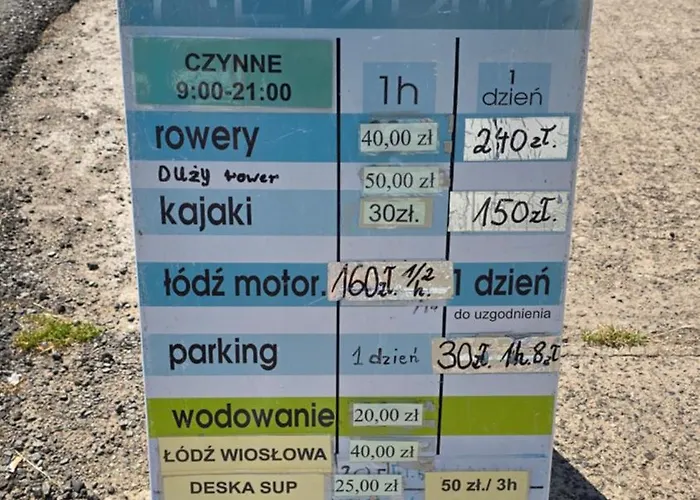 CZYNNE
9:00-21:00
1h
1
dzień
rowery 40,00 zł 240zł.
DUŻY rower 50,00 zł
kajaki 30zł. 150zł.
łódź motor. 160zł. 1/2 h. 1 dzień
do uzgodnienia
parking 1 dzień 30zł. 1h. 8zł
wodowanie 20,00 zł
ŁÓDŹ WIOSŁOWA 40,00 zł
DESKA SUP 25,00 zł 50 zł./ 3h